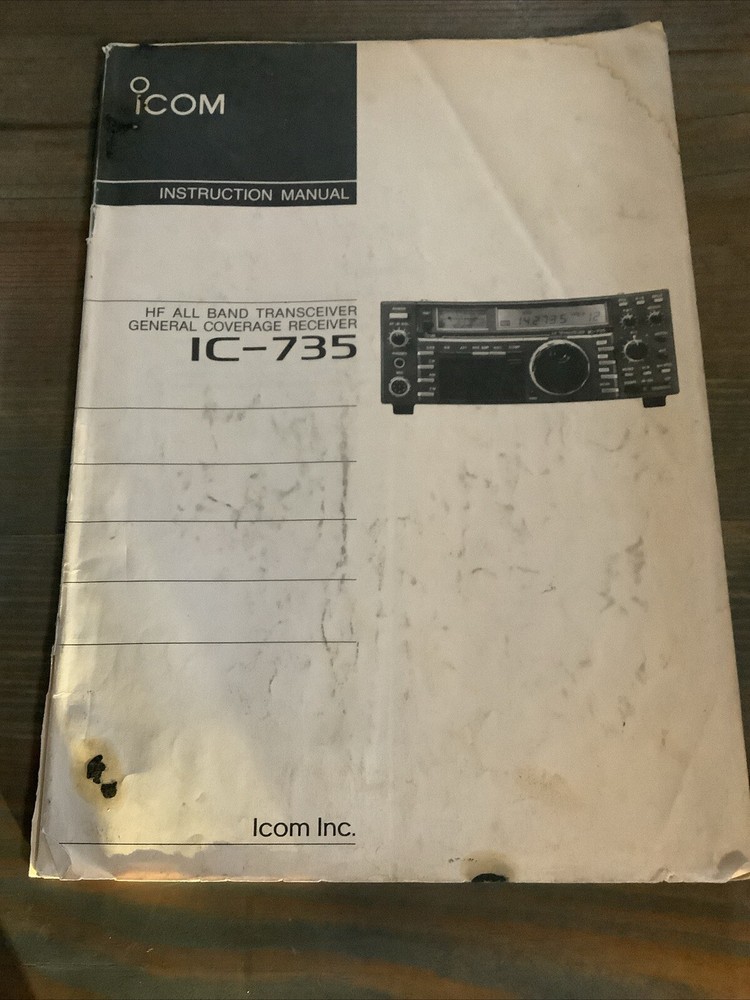 iCOM
INSTRUCTION MANUAL
HF ALL BAND TRANSCEIVER
GENERAL COVERAGE RECEIVER
IC-735
Icom Inc.